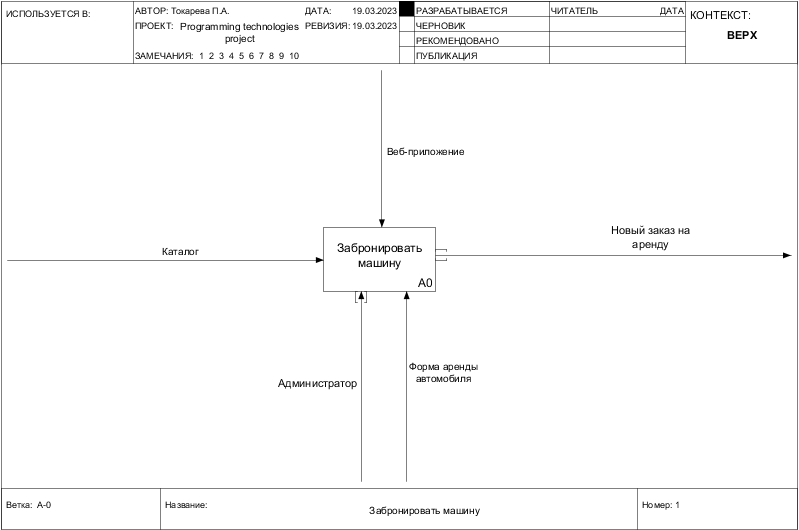 ИСПОЛЬЗУЕТСЯ В:
АВТОР: Токарева П.А.
ДАТА: 19.03.2023
ПРОЕКТ: Programming technologies
project
РЕВИЗИЯ: 19.03.2023
ЗАМЕЧАНИЯ: 1 2 3 4 5 6 7 8 9 10
РАЗРАБАТЫВАЕТСЯ
ЧЕРНОВИК
РЕКОМЕНДОВАНО
ПУБЛИКАЦИЯ
ЧИТАТЕЛЬ ДАТА
КОНТЕКСТ:
ВЕРХ
Веб-приложение
Каталог
Забронировать
машину
A0
Новый заказ на
аренду
Администратор
Форма аренды
автомобиля
Ветка: A-0
Название:
Забронировать машину
Номер: 1